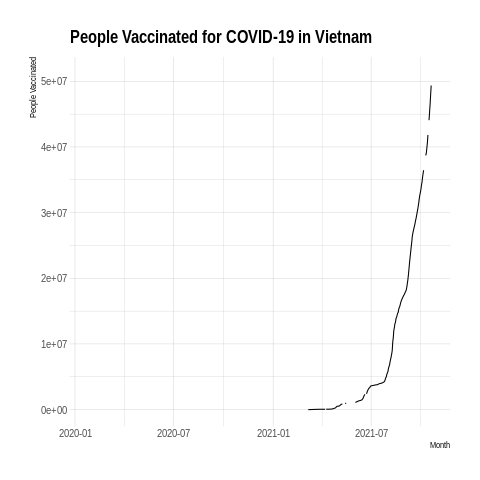 People Vaccinated for COVID-19 in Vietnam
People Vaccinated
5e+07
4e+07
3e+07
2e+07
1e+07
0e+00
2020-01 2020-07 2021-01 2021-07
Month